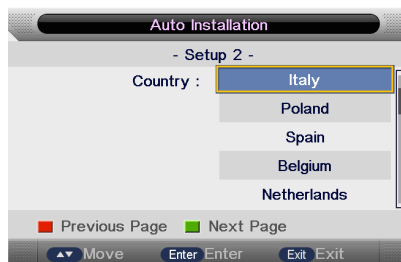 Auto Installation
- Setup 2 -
Country : Italy
Poland
Spain
Belgium
Netherlands
Previous Page Next Page
▲▼ Move Enter Enter Exit Exit